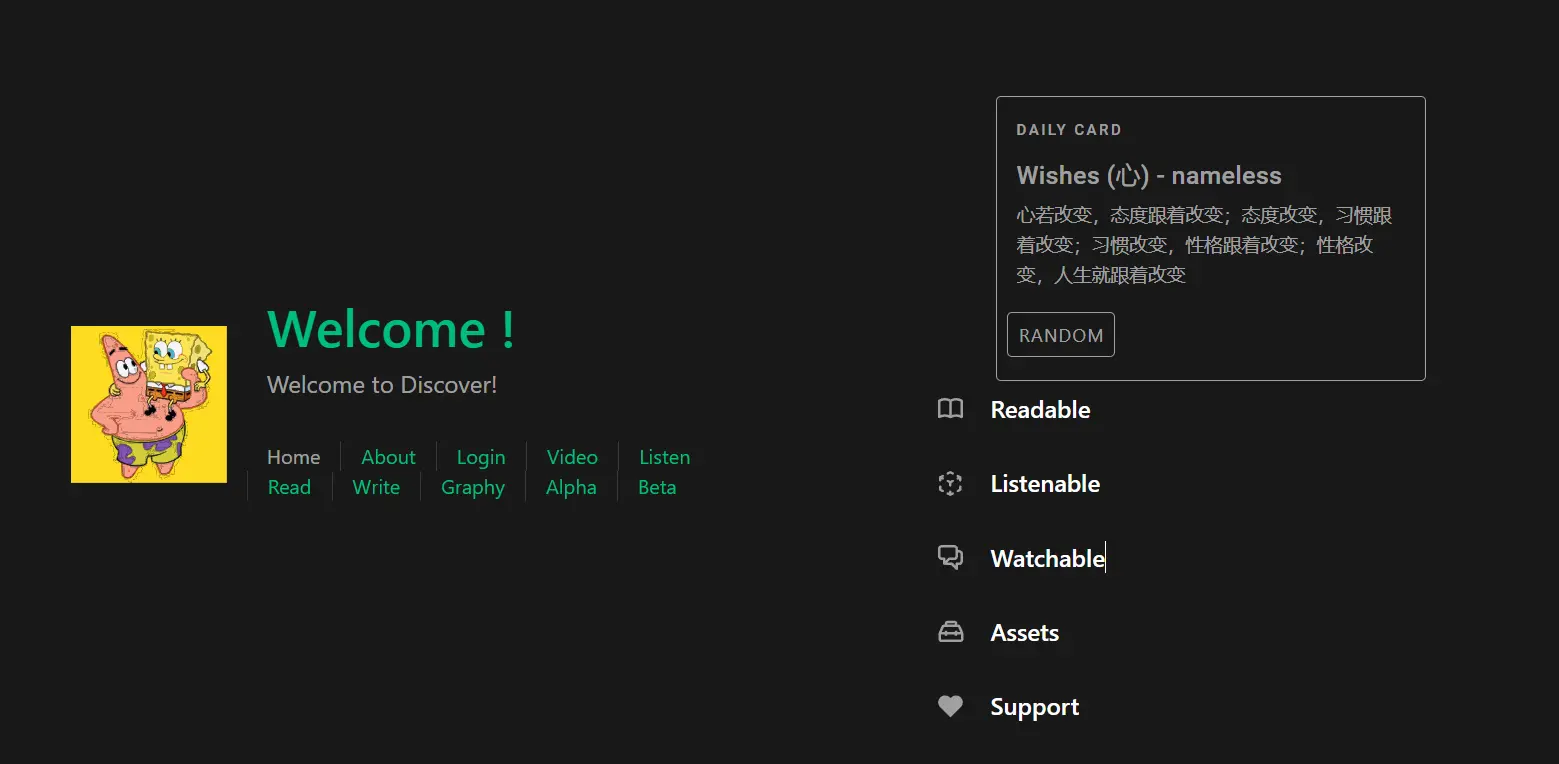 Welcome !
Welcome to Discover!
Home About Login Video Listen
Read Write Graphy Alpha Beta
DAILY CARD
Wishes (心) - nameless
心若改变，态度跟着改变；态度改变，习惯跟
着改变；习惯改变，性格跟着改变；性格改
变，人生就跟着改变
RANDOM
Readable
Listenable
Watchable
Assets
Support